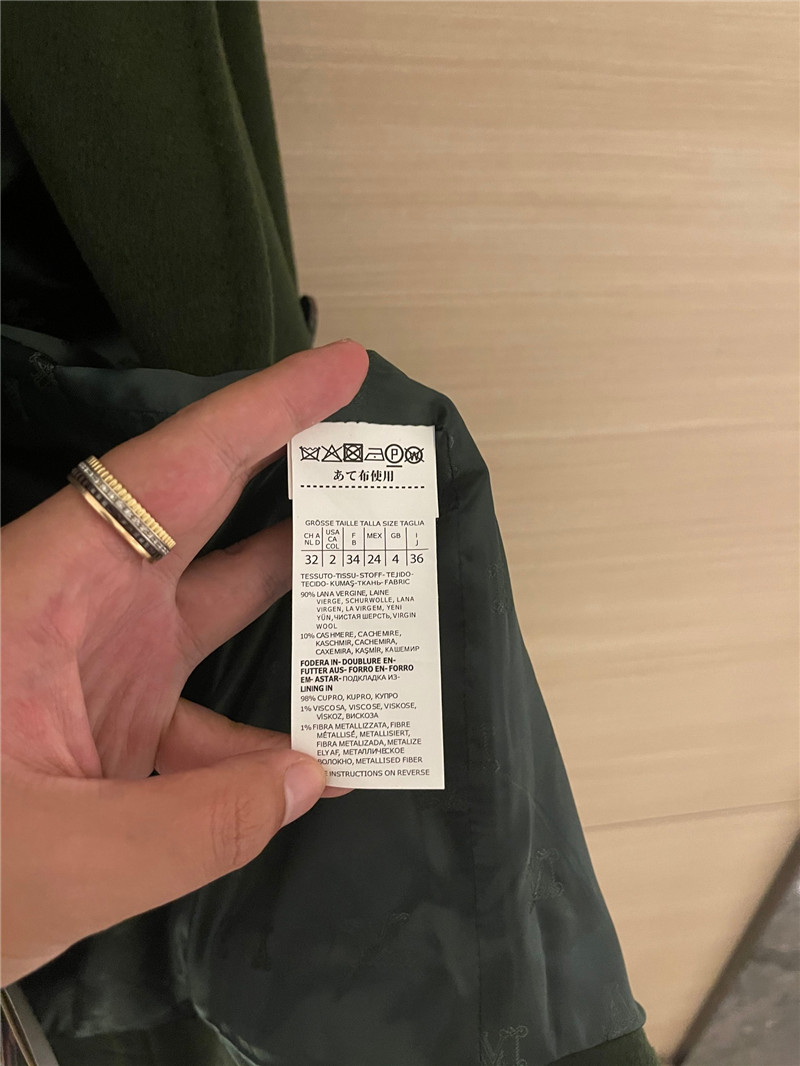 P W
あて布使用
GRÖSSE TAILLE TALLA SIZE TAGLIA
CH A NL D USA CA COL F B MEX GB I J
32 2 34 24 4 36
TESSUTO-TISSU-STOFF-TEJIDO-
TECIDO-KUMAŞ-ТКАНЬ-FABRIC
90% LANA VERGINE, LAINE
VIERGE, SCHURWOLLE, LANA
VIRGEN, LA VIRGEM, YENI
YÜN, ЧИСТАЯ ШЕРСТЬ, VIRGIN
WOOL
10% CASHMERE, CACHEMIRE,
KASCHMIR, CACHEMIRA,
CAXEMIRA, KAŞMİR, КАШЕМИР
FODERA IN-DOUBLURE EN-
FUTTER AUS-FORRO EN-FORRO
EM-ASTAR-ПОДКЛАДКА ИЗ-
LINING IN
98% CUPRO, KUPRO, КУПРО
1% VISCOSA, VISCOSE, VISKOSE,
VİSKOZ, ВИСКОЗА
1% FIBRA METALLIZZATA, FIBRE
MÉTALLISÉ, METALLISIERT,
FIBRA METALIZADA, METALIZE
ELYAF, МЕТАЛЛИЧЕСКОЕ
ВОЛОКНО, METALLISED FIBER
INSTRUCTIONS ON REVERSE